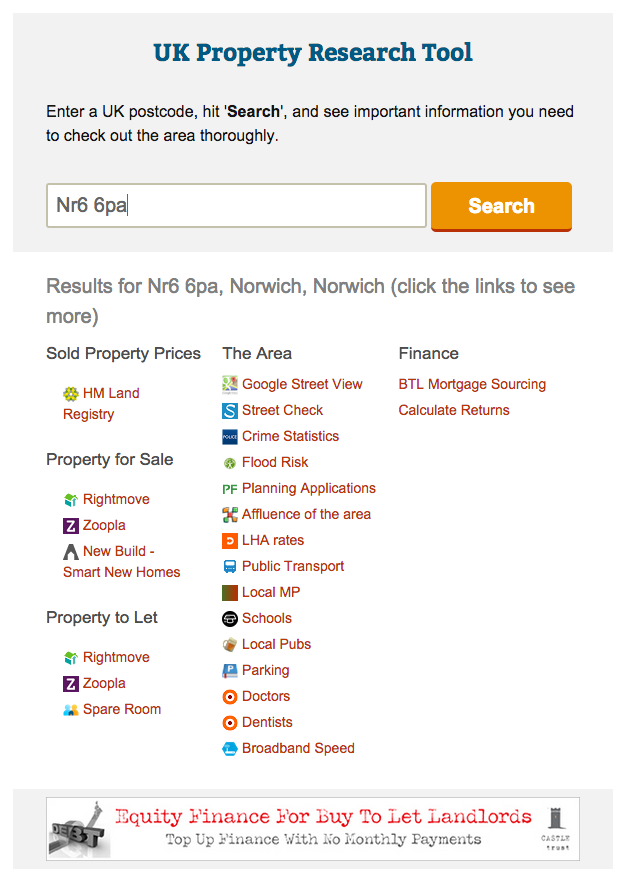 UK Property Research Tool
Enter a UK postcode, hit 'Search', and see important information you need
to check out the area thoroughly.
Nr6 6pa
Search
Results for Nr6 6pa, Norwich, Norwich (click the links to see
more)
Sold Property Prices
HM Land
Registry
Property for Sale
Rightmove
Zoopla
New Build -
Smart New Homes
Property to Let
Rightmove
Zoopla
Spare Room
The Area
Google Street View
Street Check
POLICE
Crime Statistics
Flood Risk
PF Planning Applications
Affluence of the area
LHA rates
Public Transport
Local MP
Schools
Local Pubs
Parking
Doctors
Dentists
Broadband Speed
Finance
BTL Mortgage Sourcing
Calculate Returns
DEBT
Equity Finance For Buy To Let Landlords
Top Up Finance With No Monthly Payments
CASTLE
trust